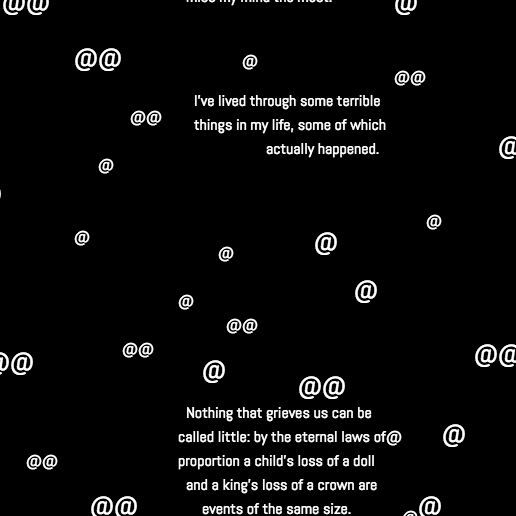 @@ @
@@ @ @@
I've lived through some terrible
@@ things in my life, some of which
actually happened. @
@
@
@ @ @
@
@
@@
@@ @@ @@
@ @@
Nothing that grieves us can be
called little: by the eternal laws of@ @
@@ proportion a child's loss of a doll
and a king's loss of a crown are
@@ events of the same size. @ @